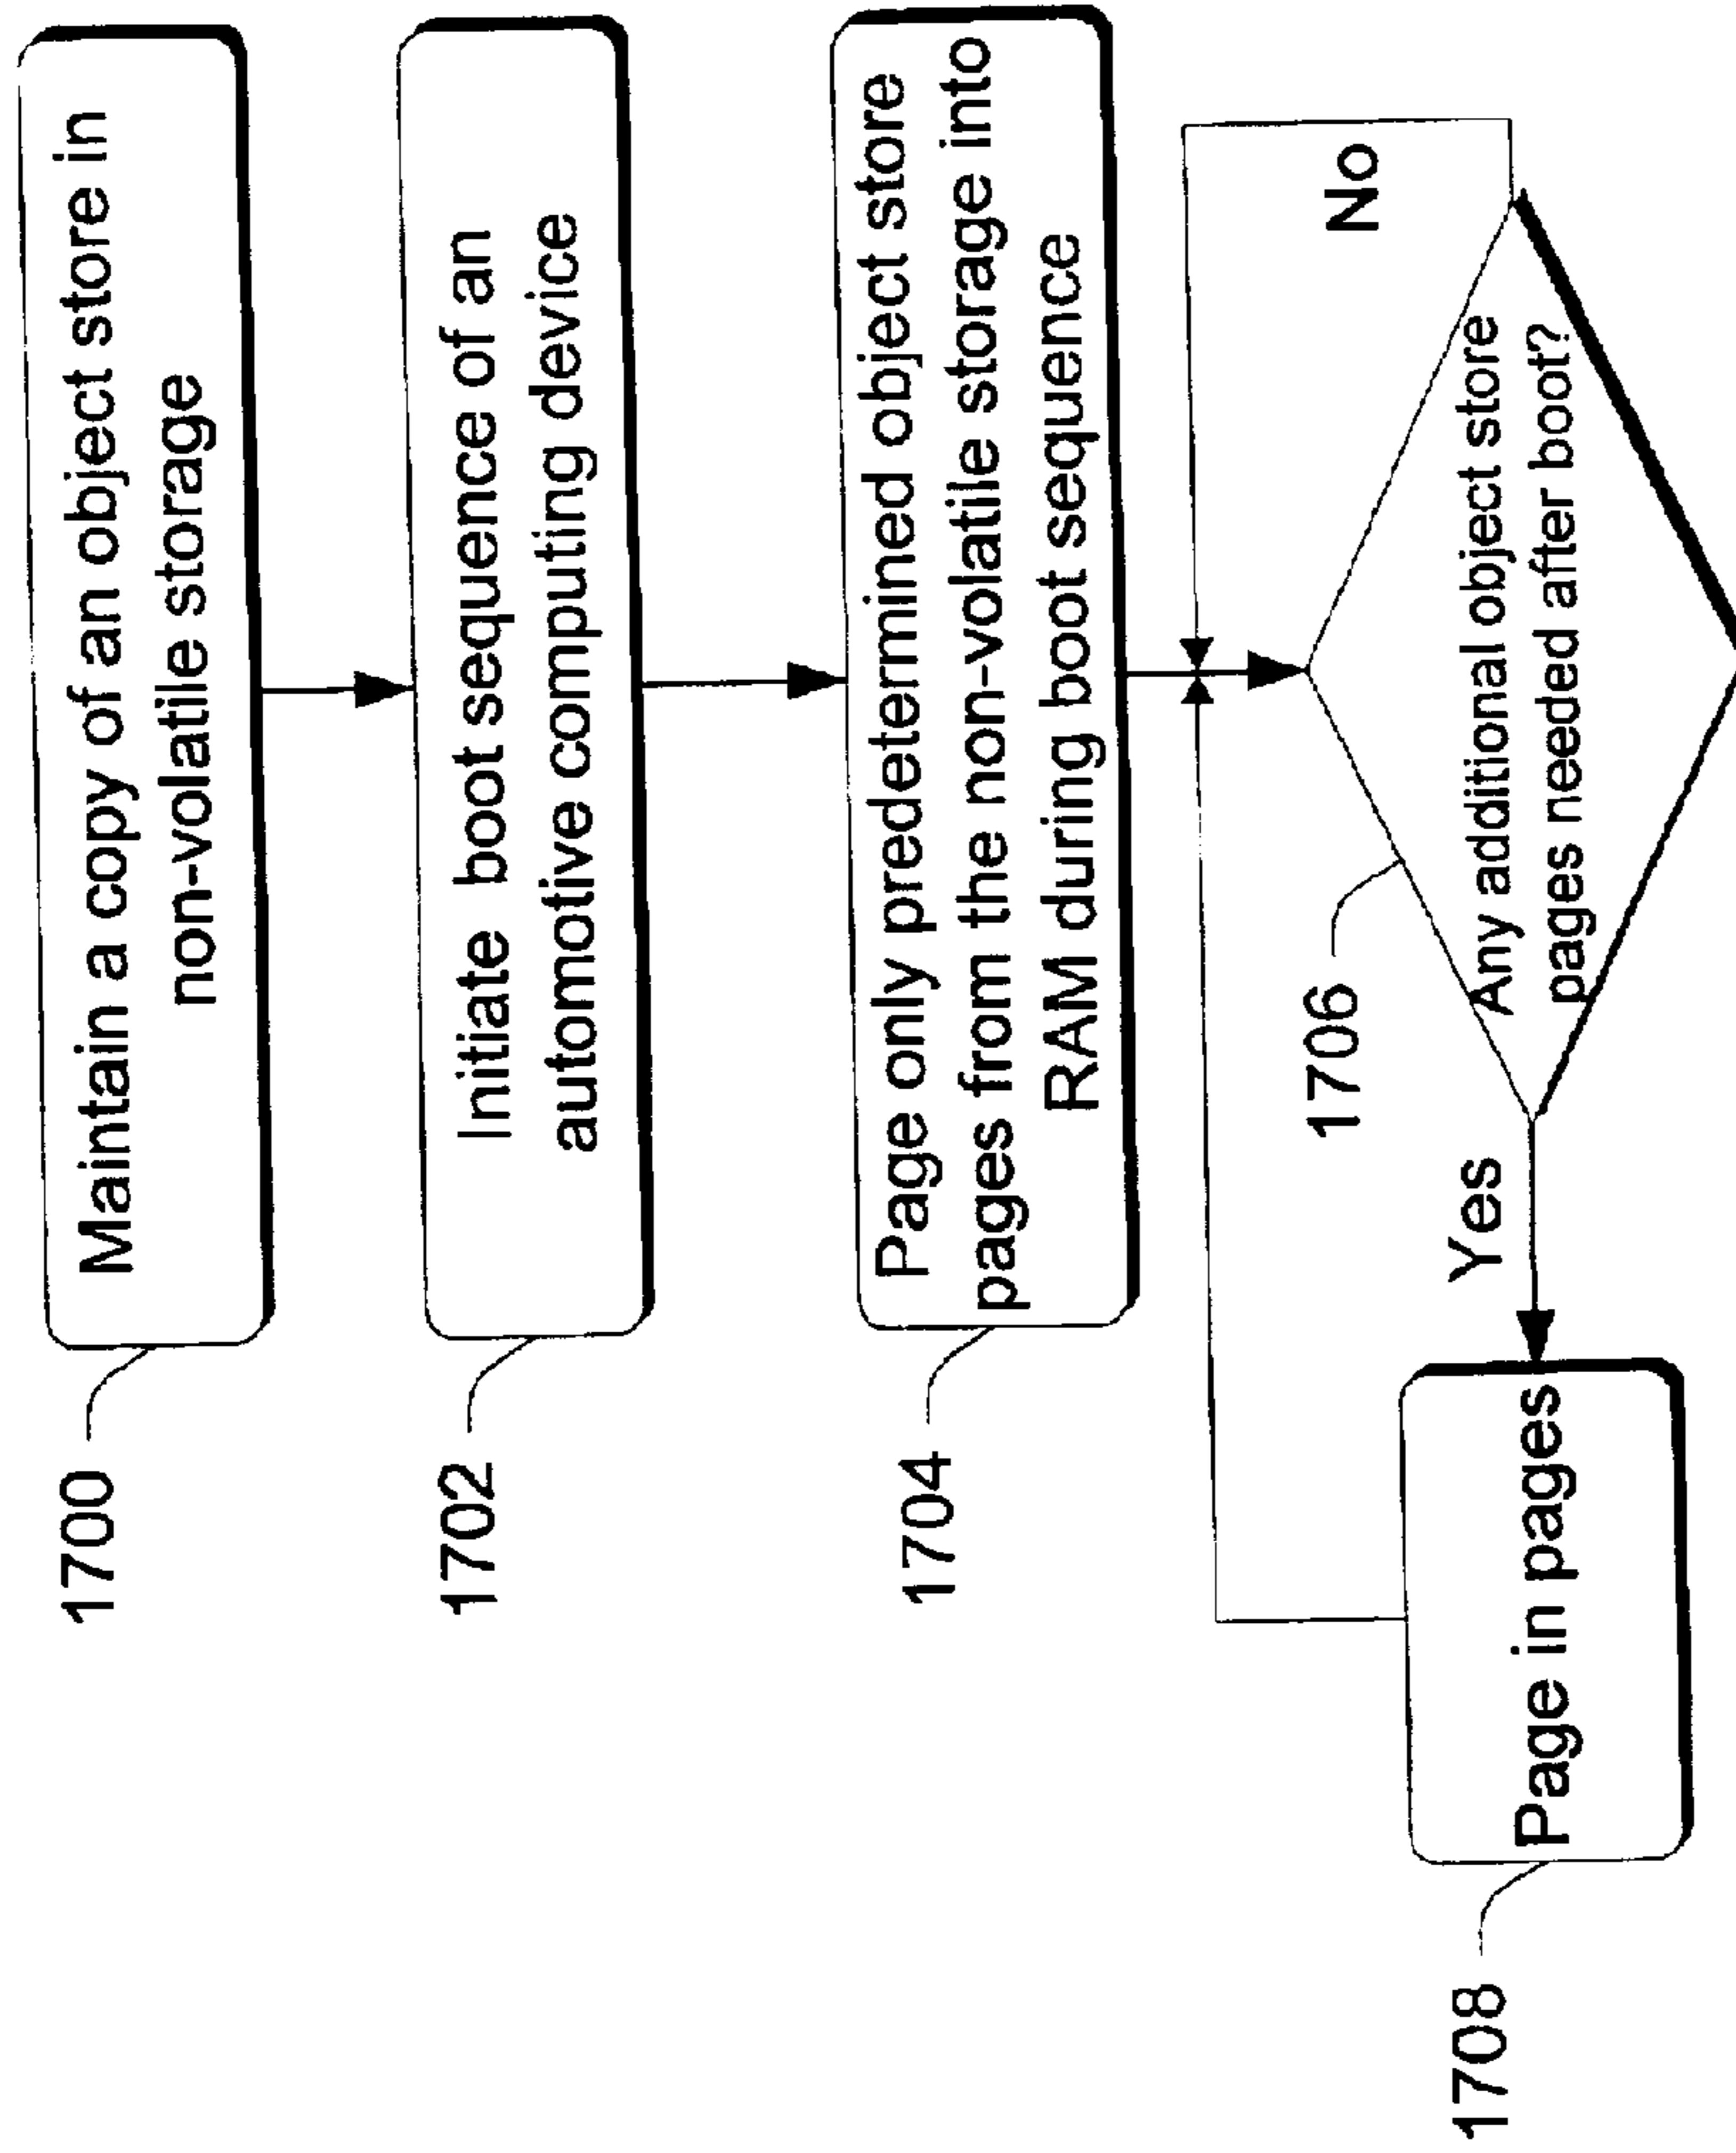 1700
Maintain a copy of an object store in
non-volatile storage
1702
Initiate boot sequence of an
automotive computing device
1704
Page only predetermined object store
pages from the non-volatile storage into
RAM during boot sequence
1706
Any additional object store
pages needed after boot?
No
Yes
1708
Page in pages